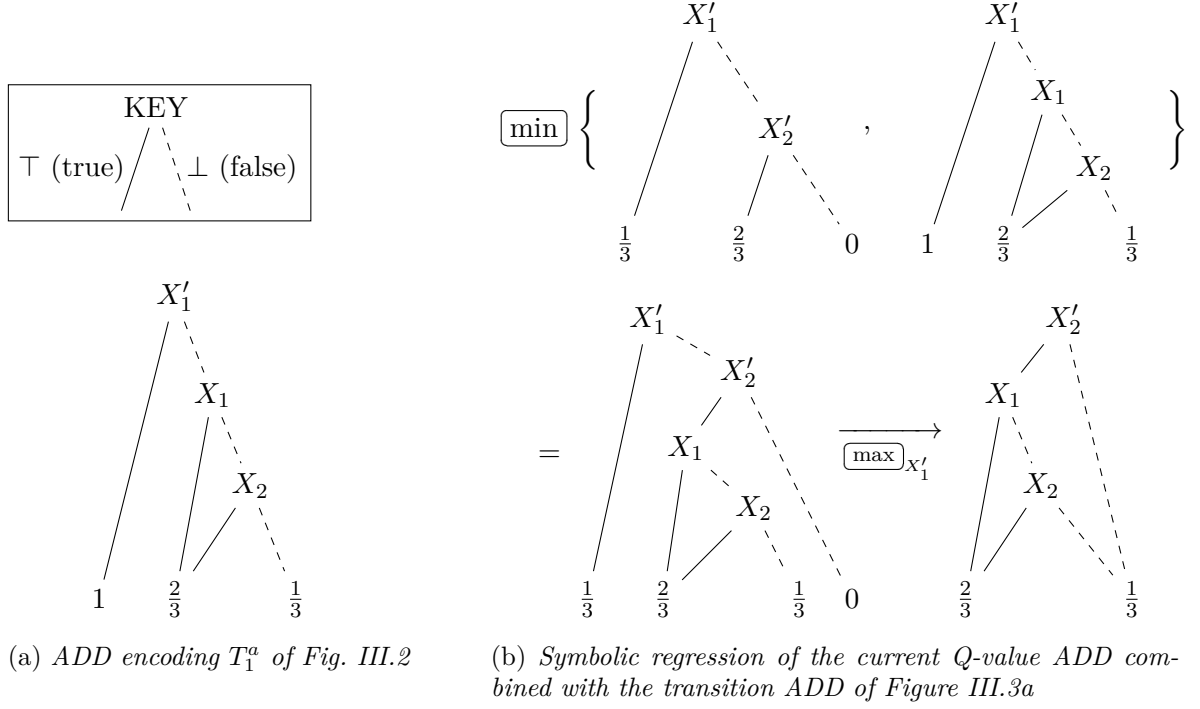 KEY
⊤ (true) ⊥ (false)
X′₁
X₁
X₂
1 2/3 1/3
(a) ADD encoding T₁ᵃ of Fig. III.2
X′₁ X′₁
X₁
min { X′₂ , }
X₂
1/3 2/3 0 1 2/3 1/3
X′₁ X′₂
X′₂ X₁
= X₁ → max X′₁
X₂ X₂
1/3 2/3 1/3 0 2/3 1/3
(b) Symbolic regression of the current Q-value ADD com-
bined with the transition ADD of Figure III.3a